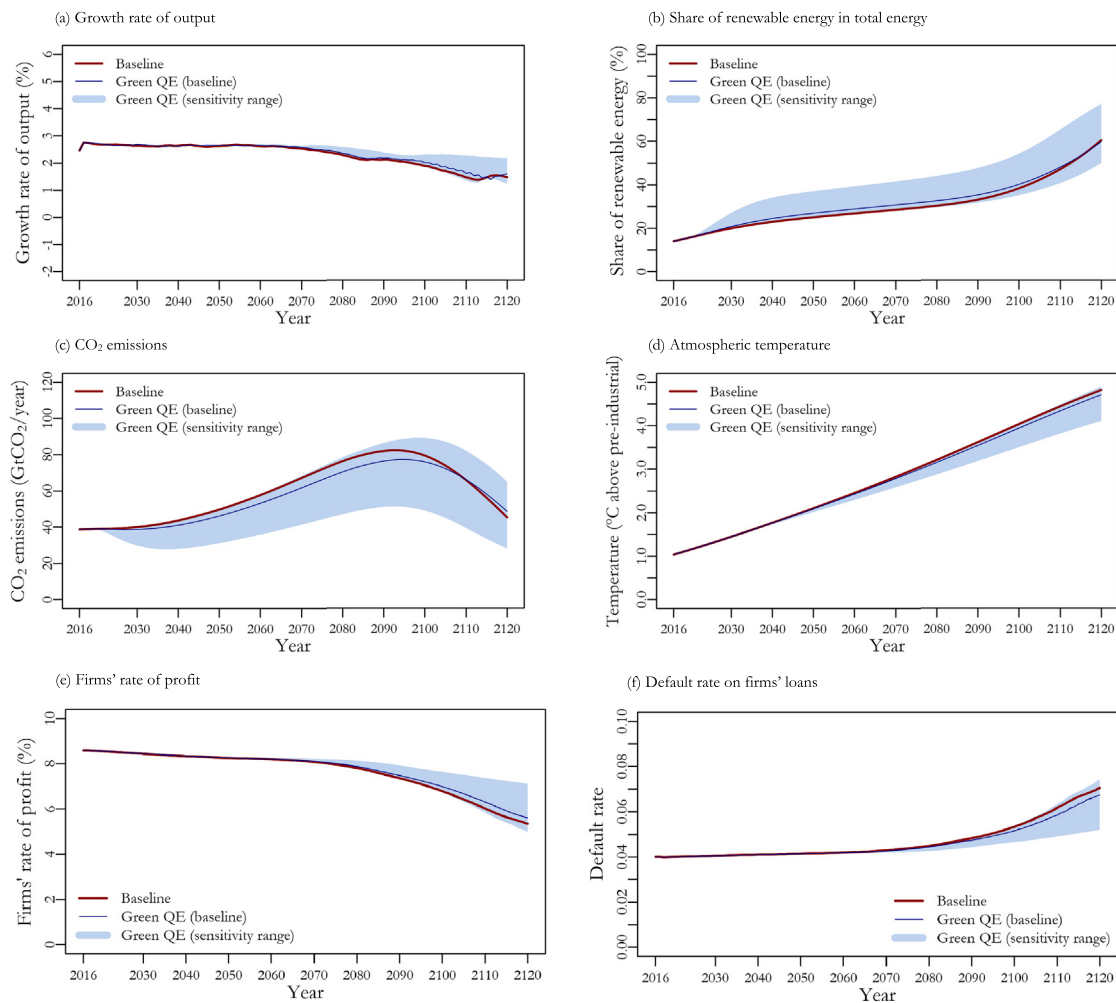 (a) Growth rate of output
Growth rate of output (%)
6
5
4
3
2
1
0
-2
Baseline
Green QE (baseline)
Green QE (sensitivity range)
2016 2030 2040 2050 2060 2070 2080 2090 2100 2110 2120
Year
(b) Share of renewable energy in total energy
Share of renewable energy (%)
100
80
60
40
20
0
Baseline
Green QE (baseline)
Green QE (sensitivity range)
2016 2030 2040 2050 2060 2070 2080 2090 2100 2110 2120
Year
(c) CO₂ emissions
CO₂ emissions (GtCO₂/year)
120
100
80
60
40
20
0
Baseline
Green QE (baseline)
Green QE (sensitivity range)
2016 2030 2040 2050 2060 2070 2080 2090 2100 2110 2120
Year
(d) Atmospheric temperature
Temperature (°C above pre-industrial)
5.0
4.0
3.0
2.0
1.0
0.0
Baseline
Green QE (baseline)
Green QE (sensitivity range)
2016 2030 2040 2050 2060 2070 2080 2090 2100 2110 2120
Year
(e) Firms' rate of profit
Firms' rate of profit (%)
10
8
6
4
2
0
Baseline
Green QE (baseline)
Green QE (sensitivity range)
2016 2030 2040 2050 2060 2070 2080 2090 2100 2110 2120
Year
(f) Default rate on firms' loans
Default rate
0.10
0.08
0.06
0.04
0.02
0.00
Baseline
Green QE (baseline)
Green QE (sensitivity range)
2016 2030 2040 2050 2060 2070 2080 2090 2100 2110 2120
Year